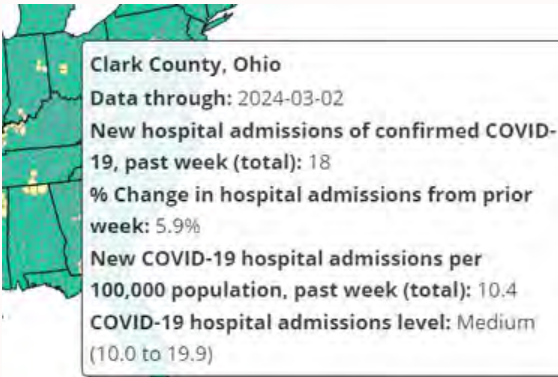 Clark County, Ohio
Data through: 2024-03-02
New hospital admissions of confirmed COVID-
19, past week (total): 18
% Change in hospital admissions from prior
week: 5.9%
New COVID-19 hospital admissions per
100,000 population, past week (total): 10.4
COVID-19 hospital admissions level: Medium
(10.0 to 19.9)